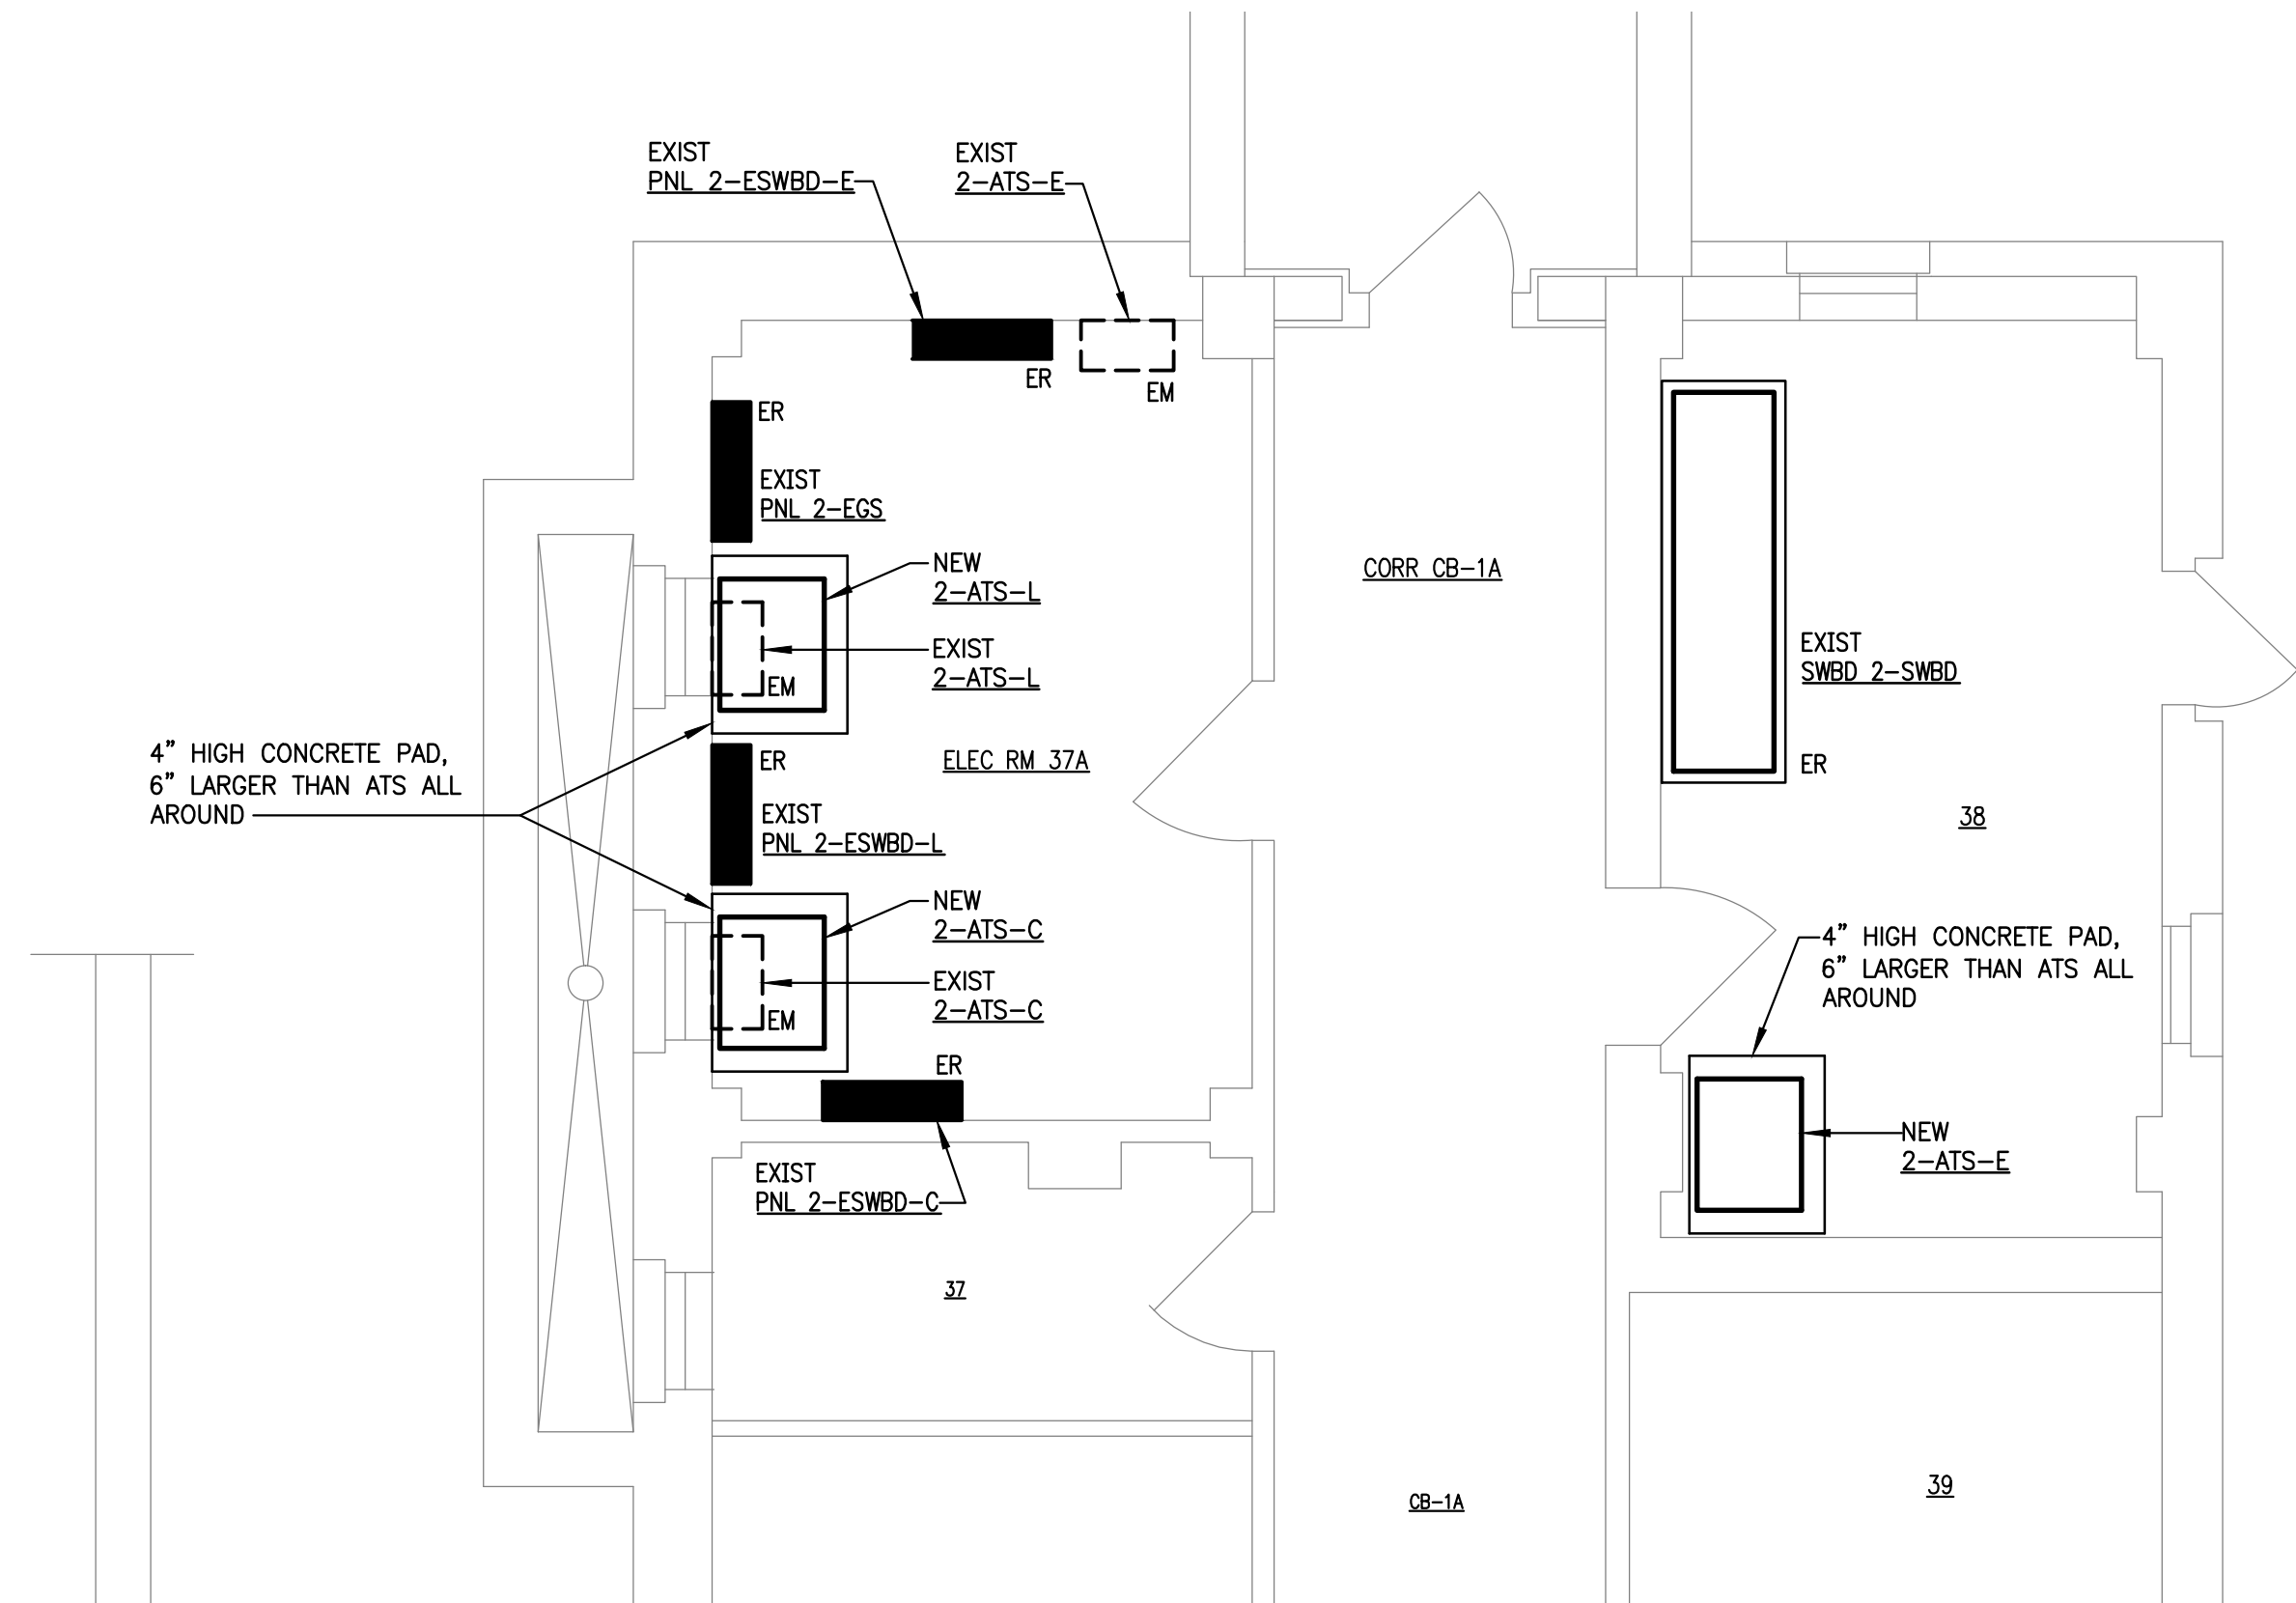 EXIST
PNL 2-ESWBD-E
EXIST
2-ATS-E
ER
EM
ER
EXIST
PNL 2-EGS
NEW
2-ATS-L
EXIST
2-ATS-L
EM
4” HIGH CONCRETE PAD,
6” LARGER THAN ATS ALL
AROUND
ER
ELEC RM 37A
EXIST
PNL 2-ESWBD-L
NEW
2-ATS-C
EXIST
2-ATS-C
EM
ER
EXIST
PNL 2-ESWBD-C
37
CORR CB-1A
CB-1A
EXIST
SWBD 2-SWBD
ER
38
4” HIGH CONCRETE PAD,
6” LARGER THAN ATS ALL
AROUND
NEW
2-ATS-E
39